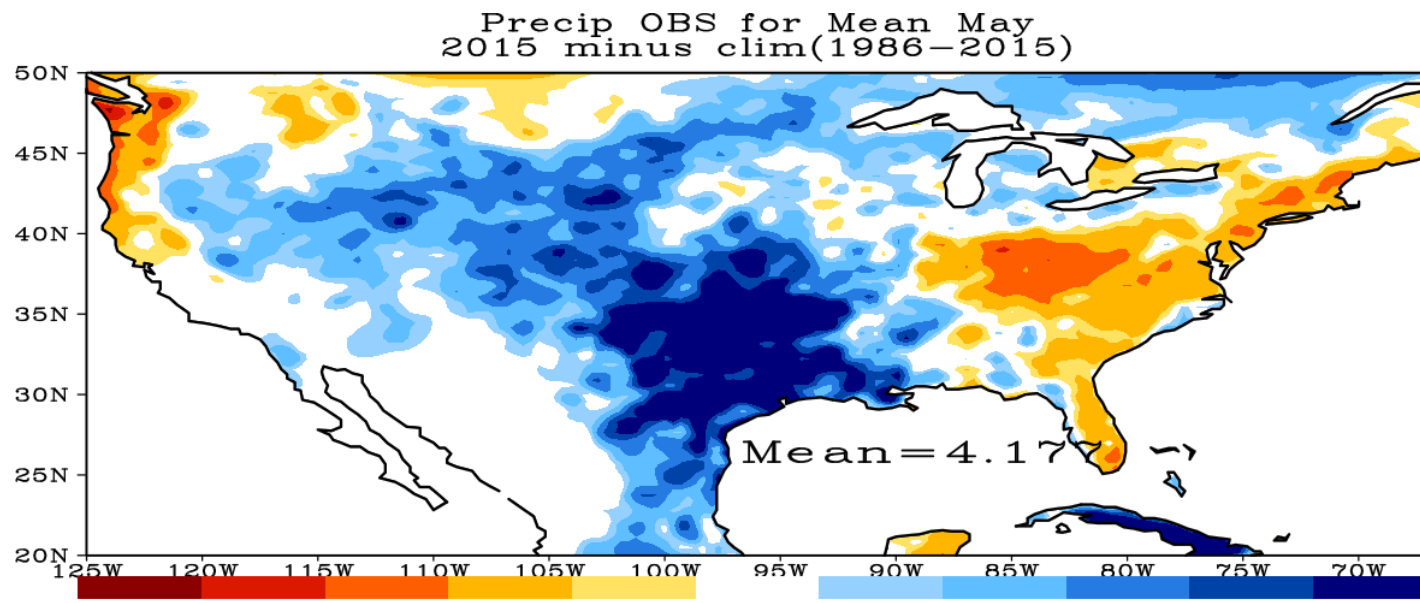 Precip OBS for Mean May
2015 minus clim(1986−2015)
50N
45N
40N
35N
30N
25N
20N
Mean=4.177
125W 120W 115W 110W 105W 100W 95W 90W 85W 80W 75W 70W